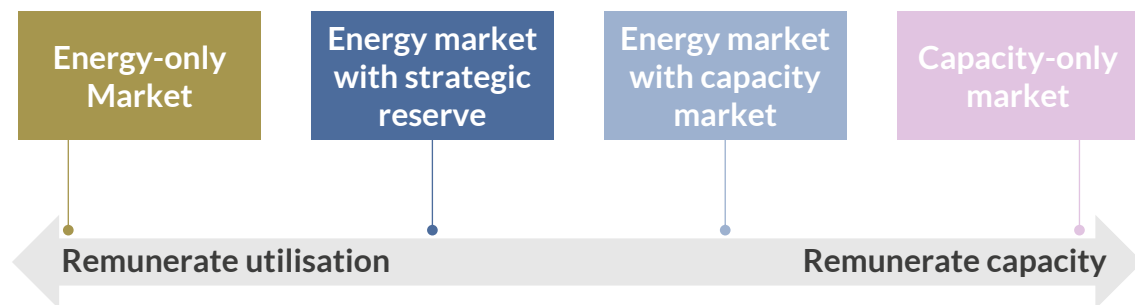 Energy-only
Market
Energy market
with strategic
reserve
Energy market
with capacity
market
Capacity-only
market
Remunerate utilisation
Remunerate capacity